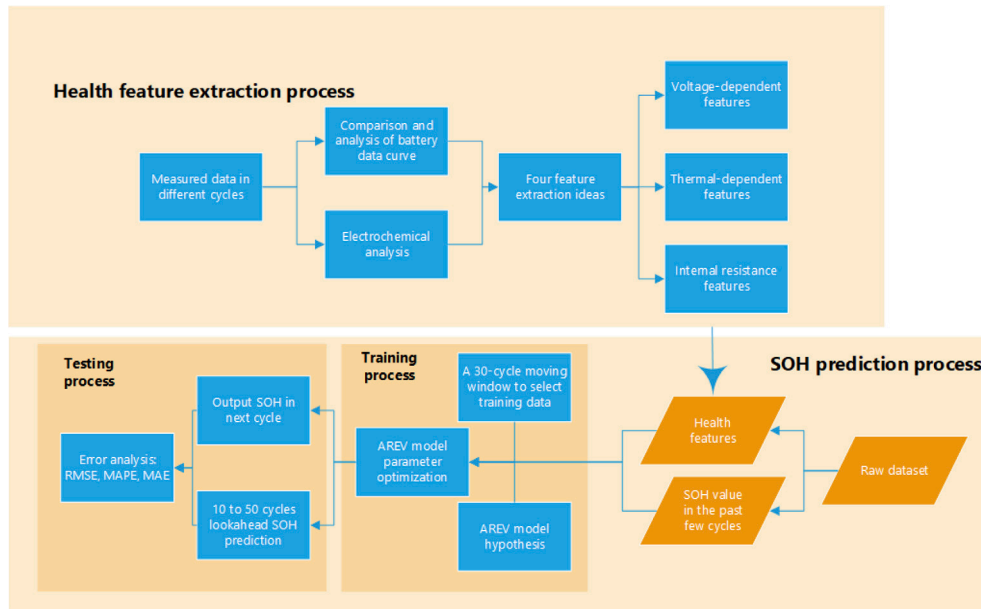 Health feature extraction process
Measured data in
different cycles
Comparison and
analysis of battery
data curve
Electrochemical
analysis
Four feature
extraction ideas
Voltage-dependent
features
Thermal-dependent
features
Internal resistance
features
SOH prediction process
Testing
process
Training
process
Error analysis:
RMSE, MAPE, MAE
Output SOH in
next cycle
10 to 50 cycles
lookahead SOH
prediction
AREV model
parameter
optimization
A 30-cycle moving
window to select
training data
AREV model
hypothesis
Health
features
SOH value
in the past
few cycles
Raw dataset